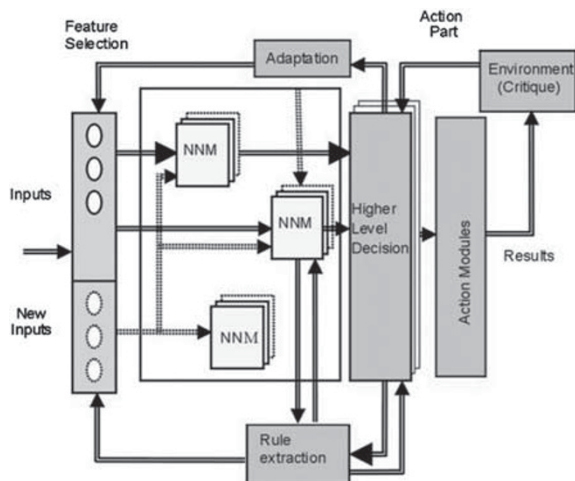 Feature
Selection
Action
Part
Adaptation
Environment
(Critique)
NNM
Inputs
NNM
Higher
Level
Decision
Action Modules
Results
New
Inputs
NNM
Rule
extraction